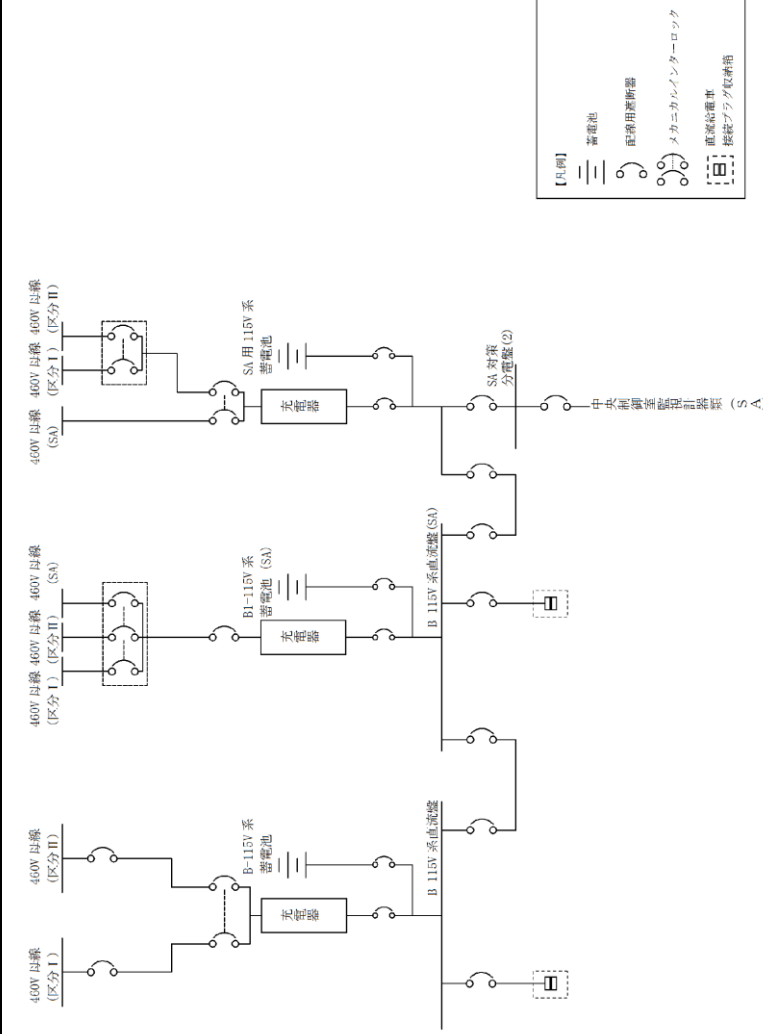 460V 母線
(区分Ⅰ)
460V 母線
(区分Ⅱ)
B-115V 系
蓄電池
充電器
B 115V 系直流盤
460V 母線
(区分Ⅰ)
460V 母線
(区分Ⅱ)
460V 母線
(SA)
B1-115V 系
蓄電池 (SA)
充電器
B 115V 系直流盤(SA)
460V 母線
(SA)
460V 母線
(区分Ⅰ)
460V 母線
(区分Ⅱ)
SA 用 115V 系
蓄電池
充電器
SA 対策
分電盤(2)
中央制御室監視計器類(SA)
【凡例】
蓄電池
配線用遮断器
メカニカルインターロック
直流給電車
接続プラグ収納箱